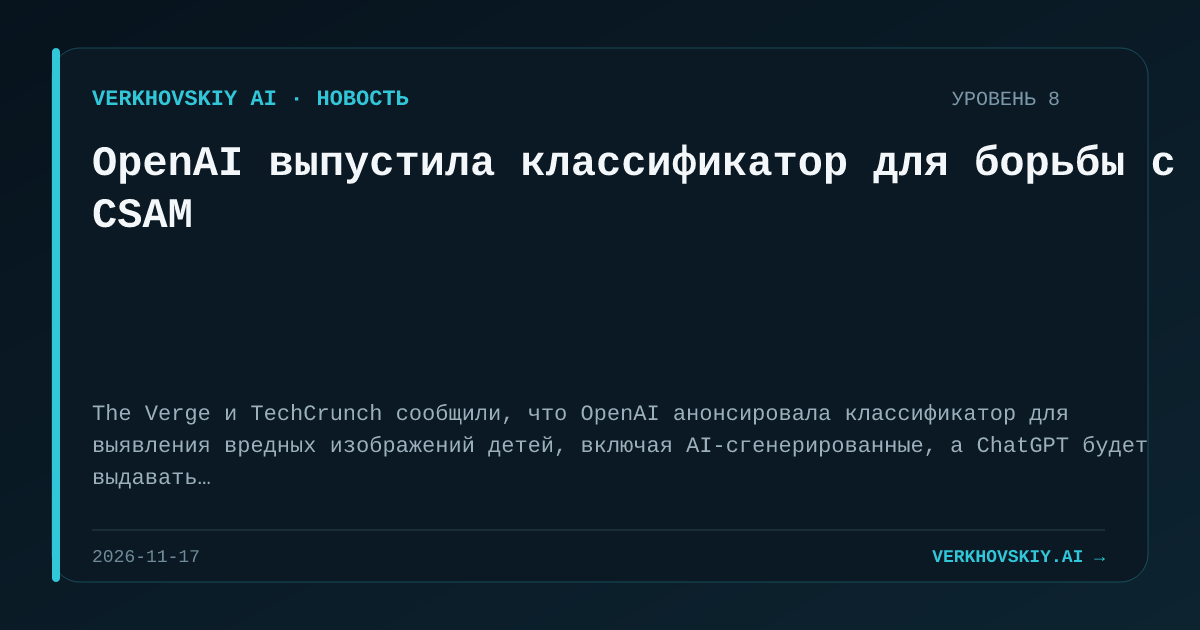 VERKHOVSKIY AI · НОВОСТЬ
УРОВЕНЬ 8
OpenAI выпустила классификатор для борьбы с
CSAM
The Verge и TechCrunch сообщили, что OpenAI анонсировала классификатор для
выявления вредных изображений детей, включая AI-сгенерированные, а ChatGPT будет
выдавать…
2026-11-17
VERKHOVSKIY.AI →